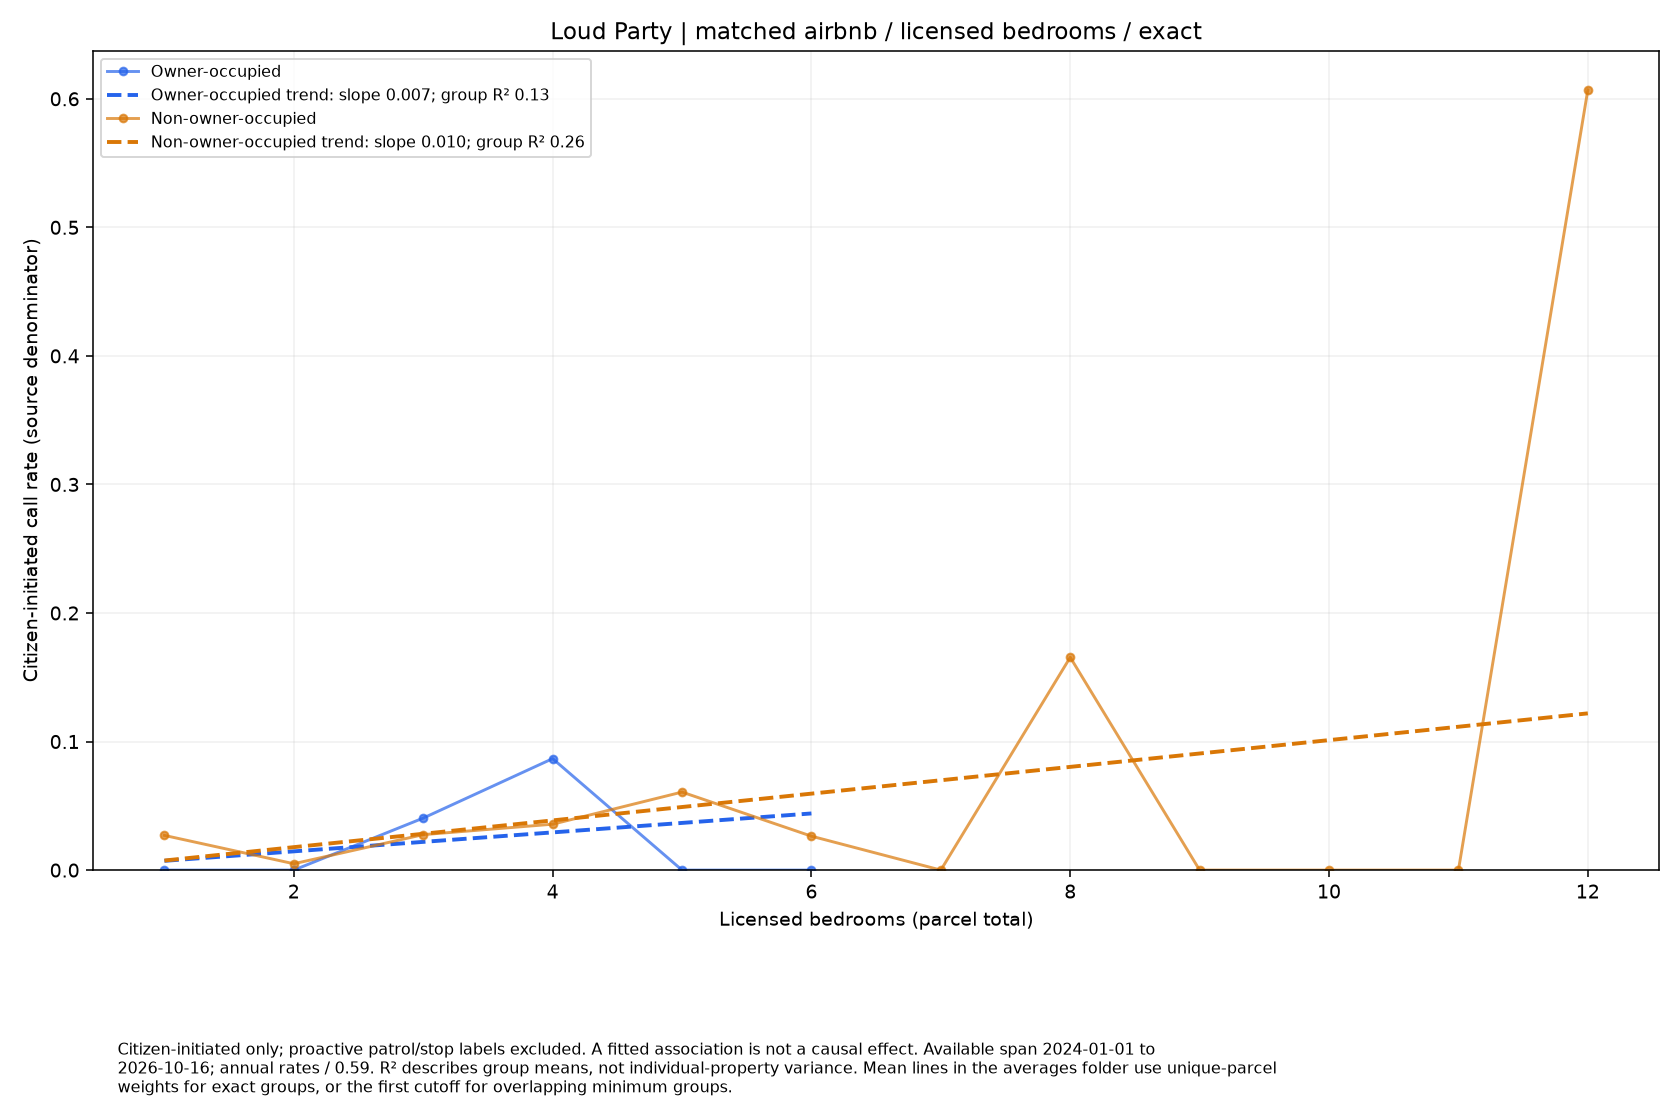 Loud Party | matched airbnb / licensed bedrooms / exact
Owner-occupied
Owner-occupied trend: slope 0.007; group R² 0.13
Non-owner-occupied
Non-owner-occupied trend: slope 0.010; group R² 0.26
Citizen-initiated call rate (source denominator)
0.6
0.5
0.4
0.3
0.2
0.1
0.0
2 4 6 8 10 12
Licensed bedrooms (parcel total)
Citizen-initiated only; proactive patrol/stop labels excluded. A fitted association is not a causal effect. Available span 2024-01-01 to
2026-10-16; annual rates / 0.59. R² describes group means, not individual-property variance. Mean lines in the averages folder use unique-parcel
weights for exact groups, or the first cutoff for overlapping minimum groups.